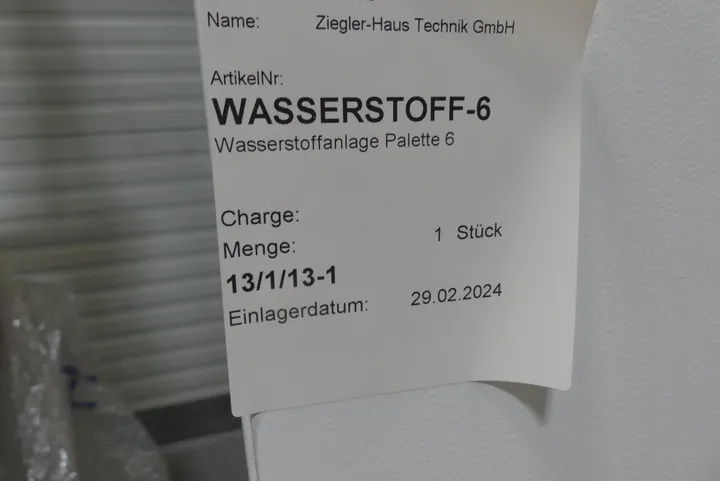 Name: Ziegler-Haus Technik GmbH
ArtikelNr:
WASSERSTOFF-6
Wasserstoffanlage Palette 6
Charge:
Menge: 1 Stück
13/1/13-1
Einlagerdatum: 29.02.2024